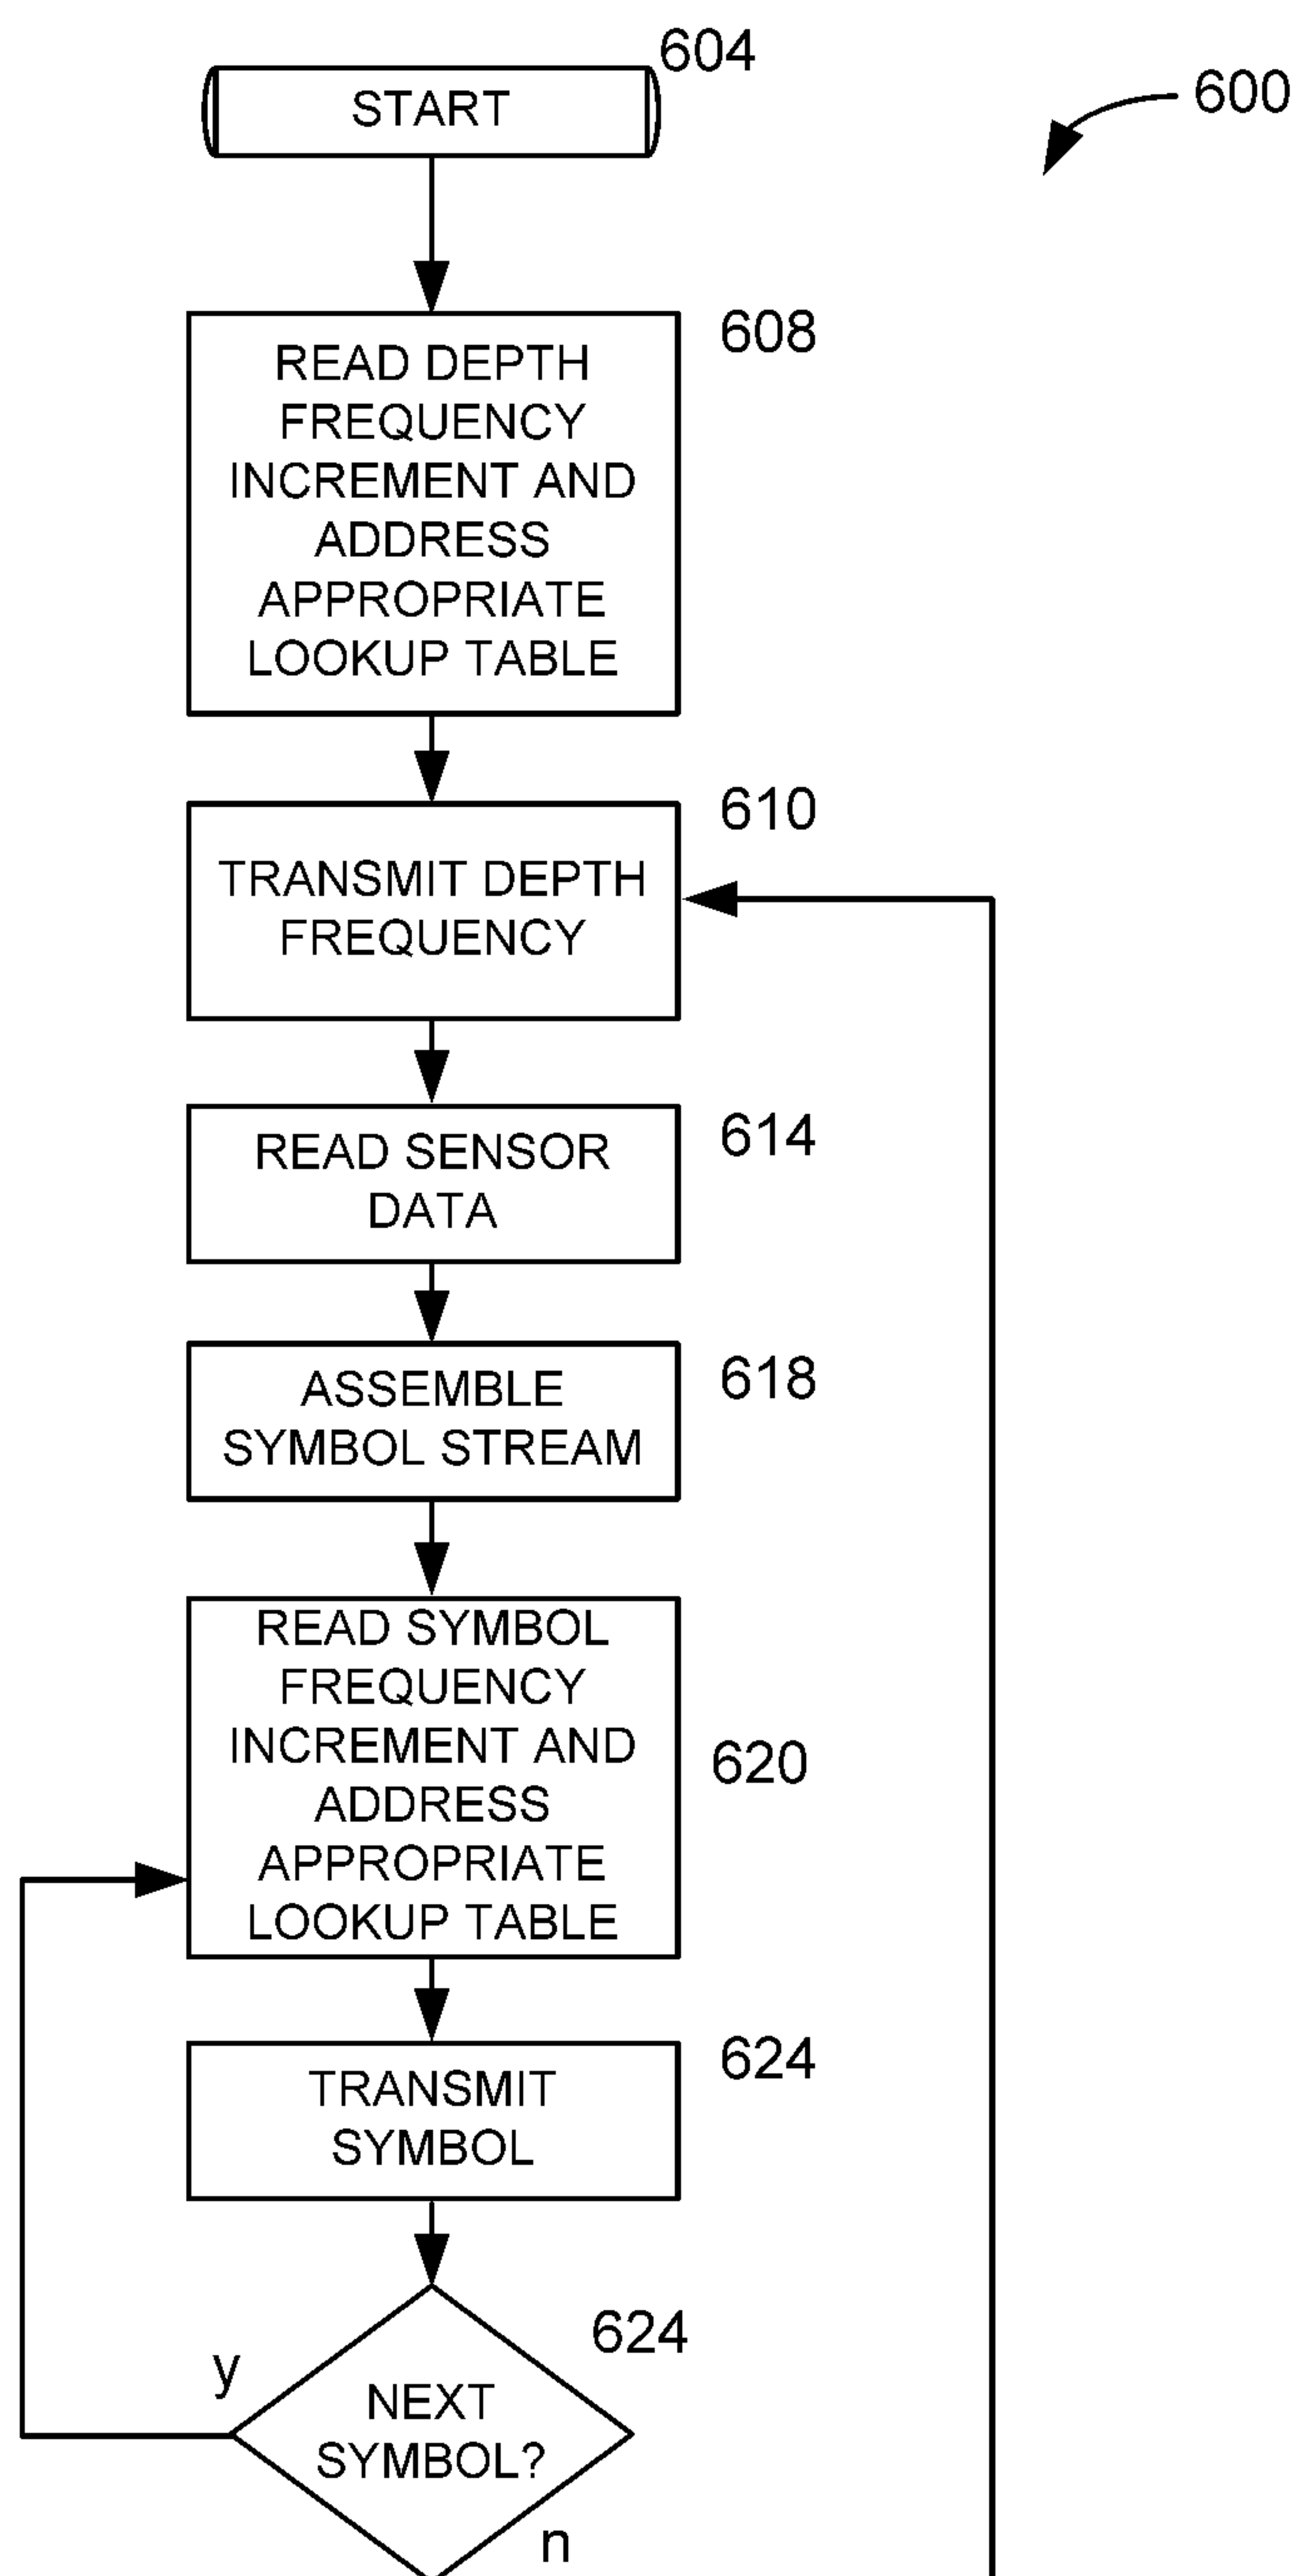 604
START
600
608
READ DEPTH
FREQUENCY
INCREMENT AND
ADDRESS
APPROPRIATE
LOOKUP TABLE
610
TRANSMIT DEPTH
FREQUENCY
614
READ SENSOR
DATA
618
ASSEMBLE
SYMBOL STREAM
READ SYMBOL
FREQUENCY
INCREMENT AND
620
ADDRESS
APPROPRIATE
LOOKUP TABLE
624
TRANSMIT
SYMBOL
624
y
NEXT
SYMBOL?
n